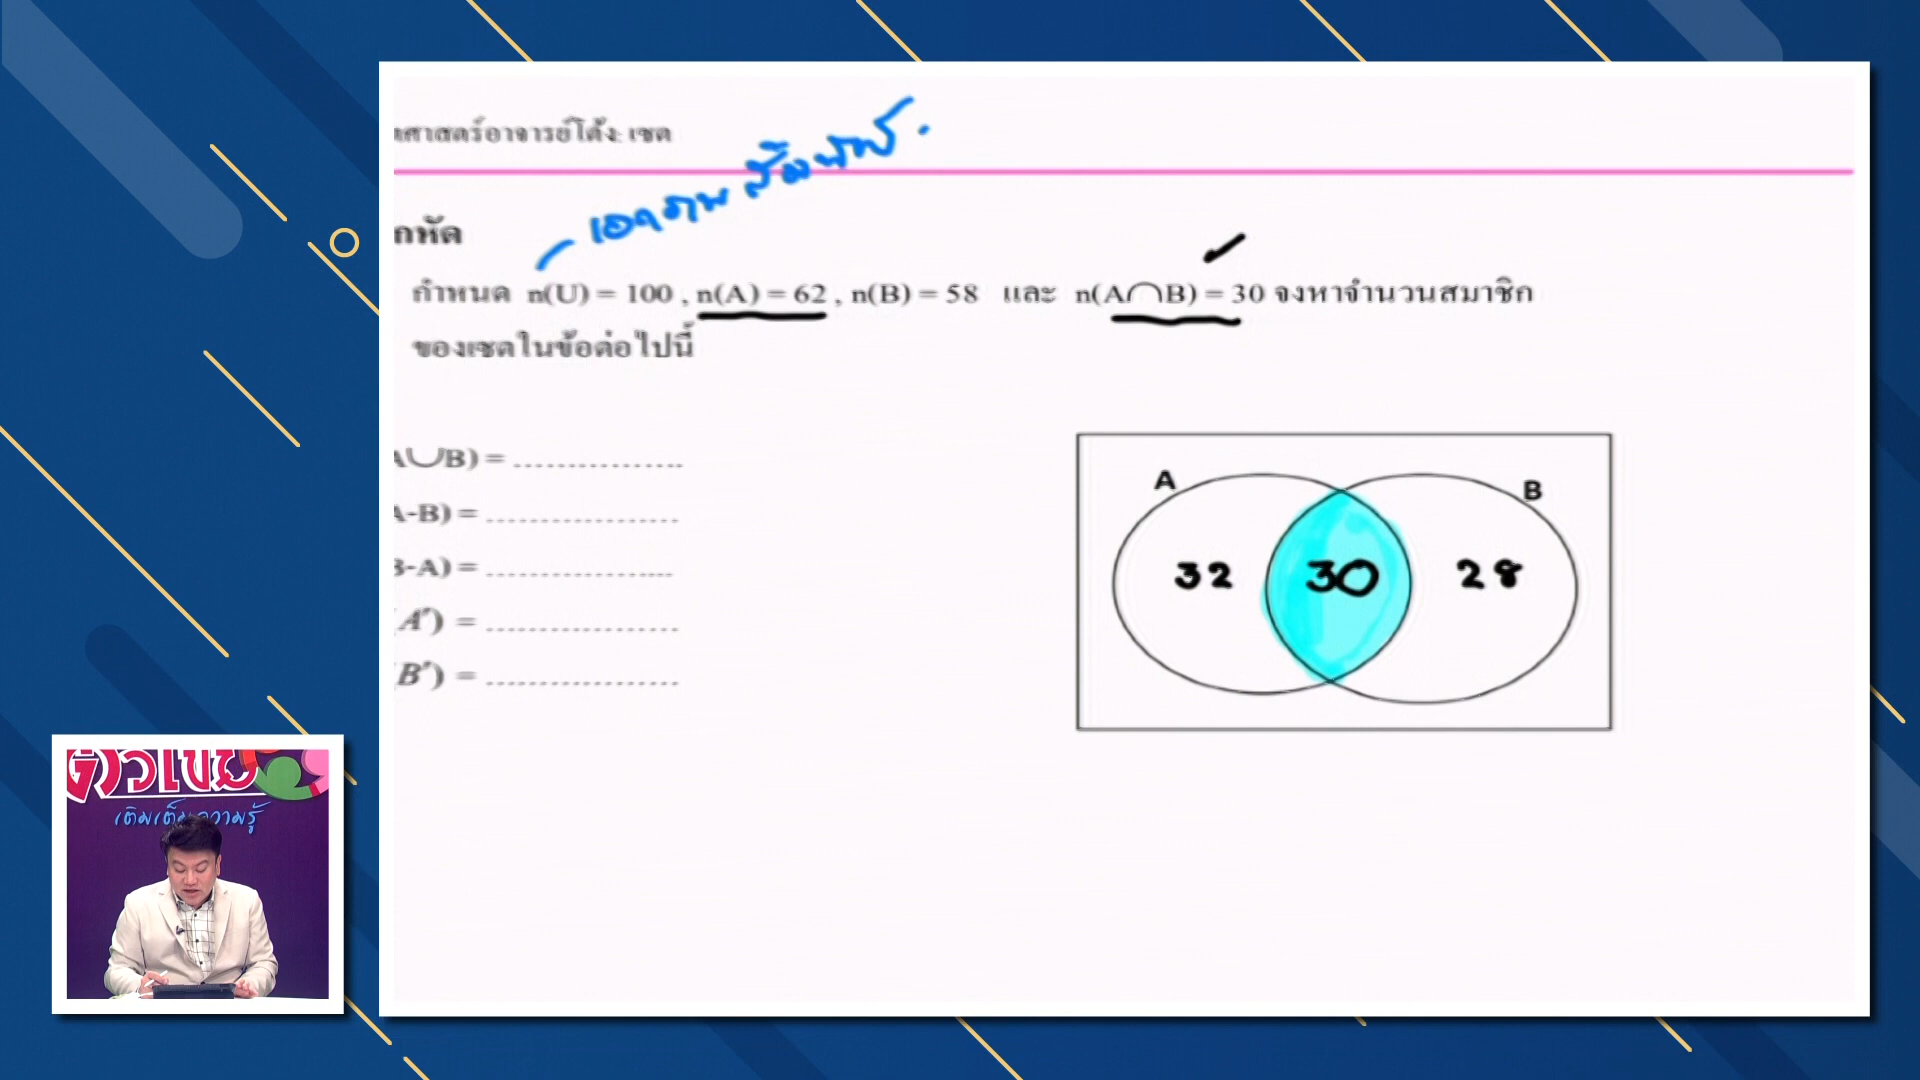 คณิตศาสตร์อาจารย์โต้ง: เซต
เอกภพสัมพัทธ์.
กหัด
กำหนด n(U) = 100 , n(A) = 62 , n(B) = 58 และ n(A∩B) = 30 จงหาจำนวนสมาชิก
ของเซตในข้อต่อไปนี้
A∪B) = ................
A-B) = ..................
B-A) = ..................
(A') = ..................
(B') = ..................
A
B
32 30 28
ติวเข้ม
เติมเต็มความรู้